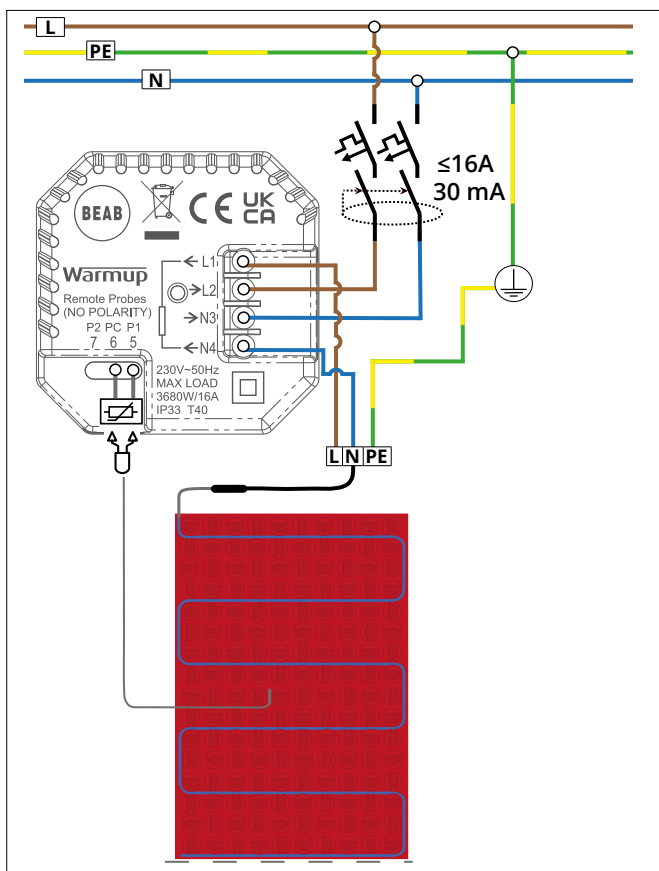 L
PE
N
≤16A
30 mA
BEAB
CE
UK
CA
Warmup
Remote Probes
(NO POLARITY)
P2 PC P1
7 6 5
L1
L2
N3
N4
230V~50Hz
MAX LOAD
3680W/16A
IP33 T40
L N PE